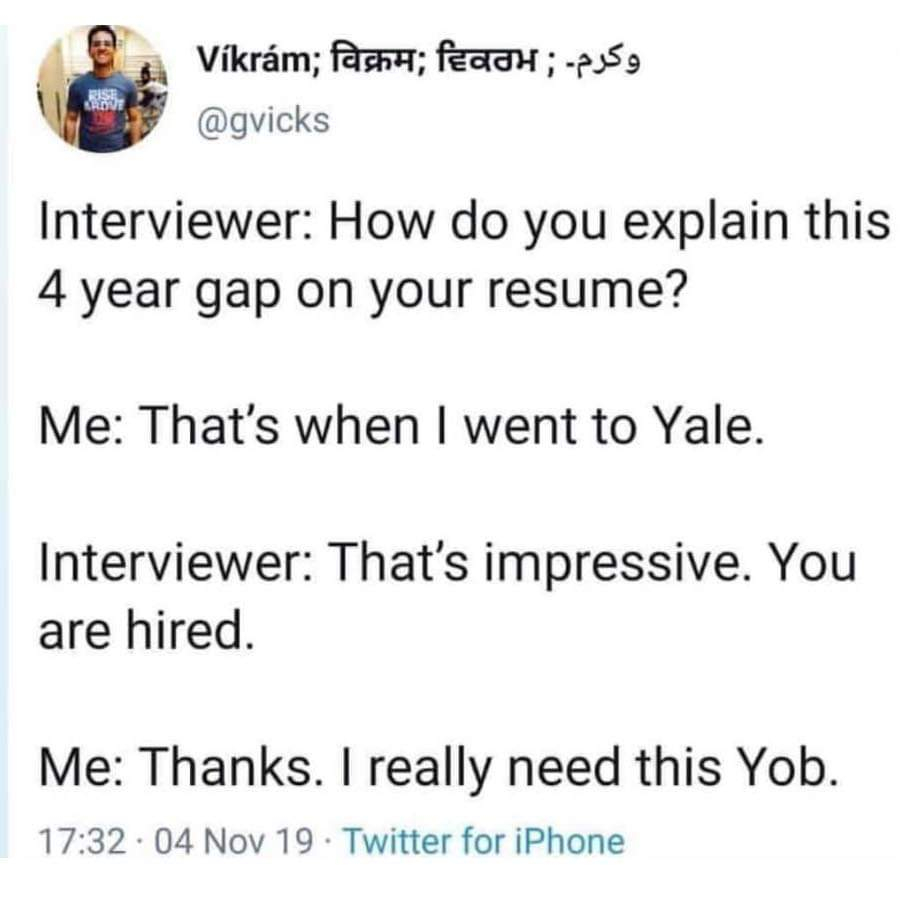 Víkrám; विक्रम; ਵਿਕਰਮ ; وکرم-
@gvicks
RISE
ABOVE
Interviewer: How do you explain this
4 year gap on your resume?
Me: That's when I went to Yale.
Interviewer: That's impressive. You
are hired.
Me: Thanks. I really need this Yob.
17:32 · 04 Nov 19 · Twitter for iPhone